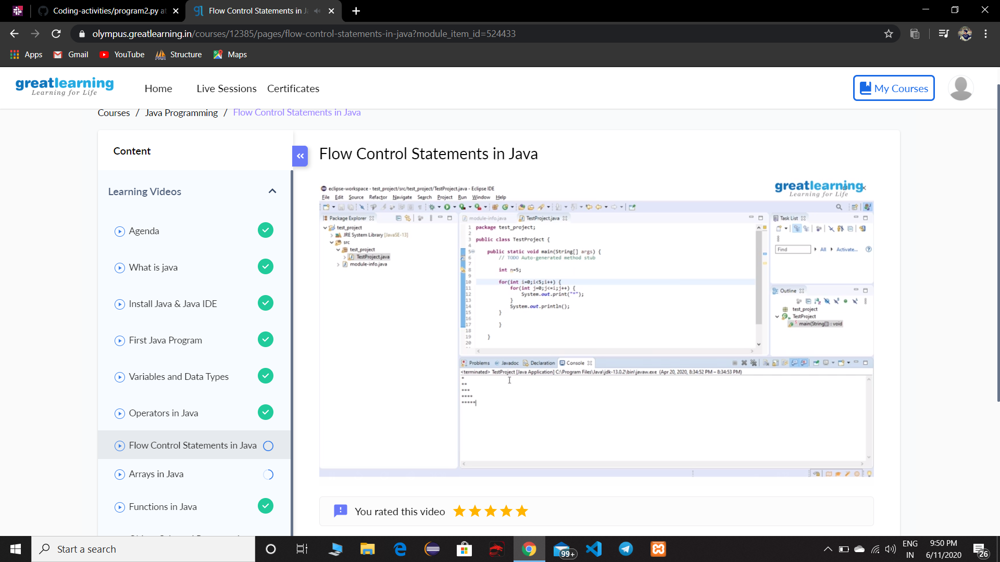 Coding-activities/program2.py at
Flow Control Statements in J
olympus.greatlearning.in/courses/12385/pages/flow-control-statements-in-java?module_item_id=524433
Apps Gmail YouTube Structure Maps
greatlearning
Learning for Life
Home Live Sessions Certificates
My Courses
Courses / Java Programming / Flow Control Statements in Java
Content
Learning Videos
Agenda
What is java
Install Java & Java IDE
First Java Program
Variables and Data Types
Operators in Java
Flow Control Statements in Java
Arrays in Java
Functions in Java
Flow Control Statements in Java
eclipse-workspace - test_project/src/test_project/TestProject.java - Eclipse IDE
greatlearning
Learning for Life
File Edit Source Refactor Navigate Search Project Run Window Help
Package Explorer
test_project
JRE System Library [JavaSE-13]
src
test_project
TestProject.java
module-info.java
module-info.java TestProject.java
1 package test_project;
2
3 public class TestProject {
4
5 public static void main(String[] args) {
6 // TODO Auto-generated method stub
7
8 int n=5;
9
10 for(int i=0;i<5;i++) {
11 for(int j=0;j<=i;j++) {
12 System.out.print("*");
13 }
14 System.out.println();
15 }
16
17 }
18
19 }
20
Task List
Find All Activate...
Outline
test_project
TestProject
main(String[]) : void
Problems Javadoc Declaration Console
<terminated> TestProject [Java Application] C:\Program Files\Java\jdk-13.0.2\bin\javaw.exe (Apr 20, 2020, 8:34:52 PM – 8:34:53 PM)
*
**
***
****
*****
You rated this video
Start a search
99+
ENG
IN
9:50 PM
6/11/2020
26